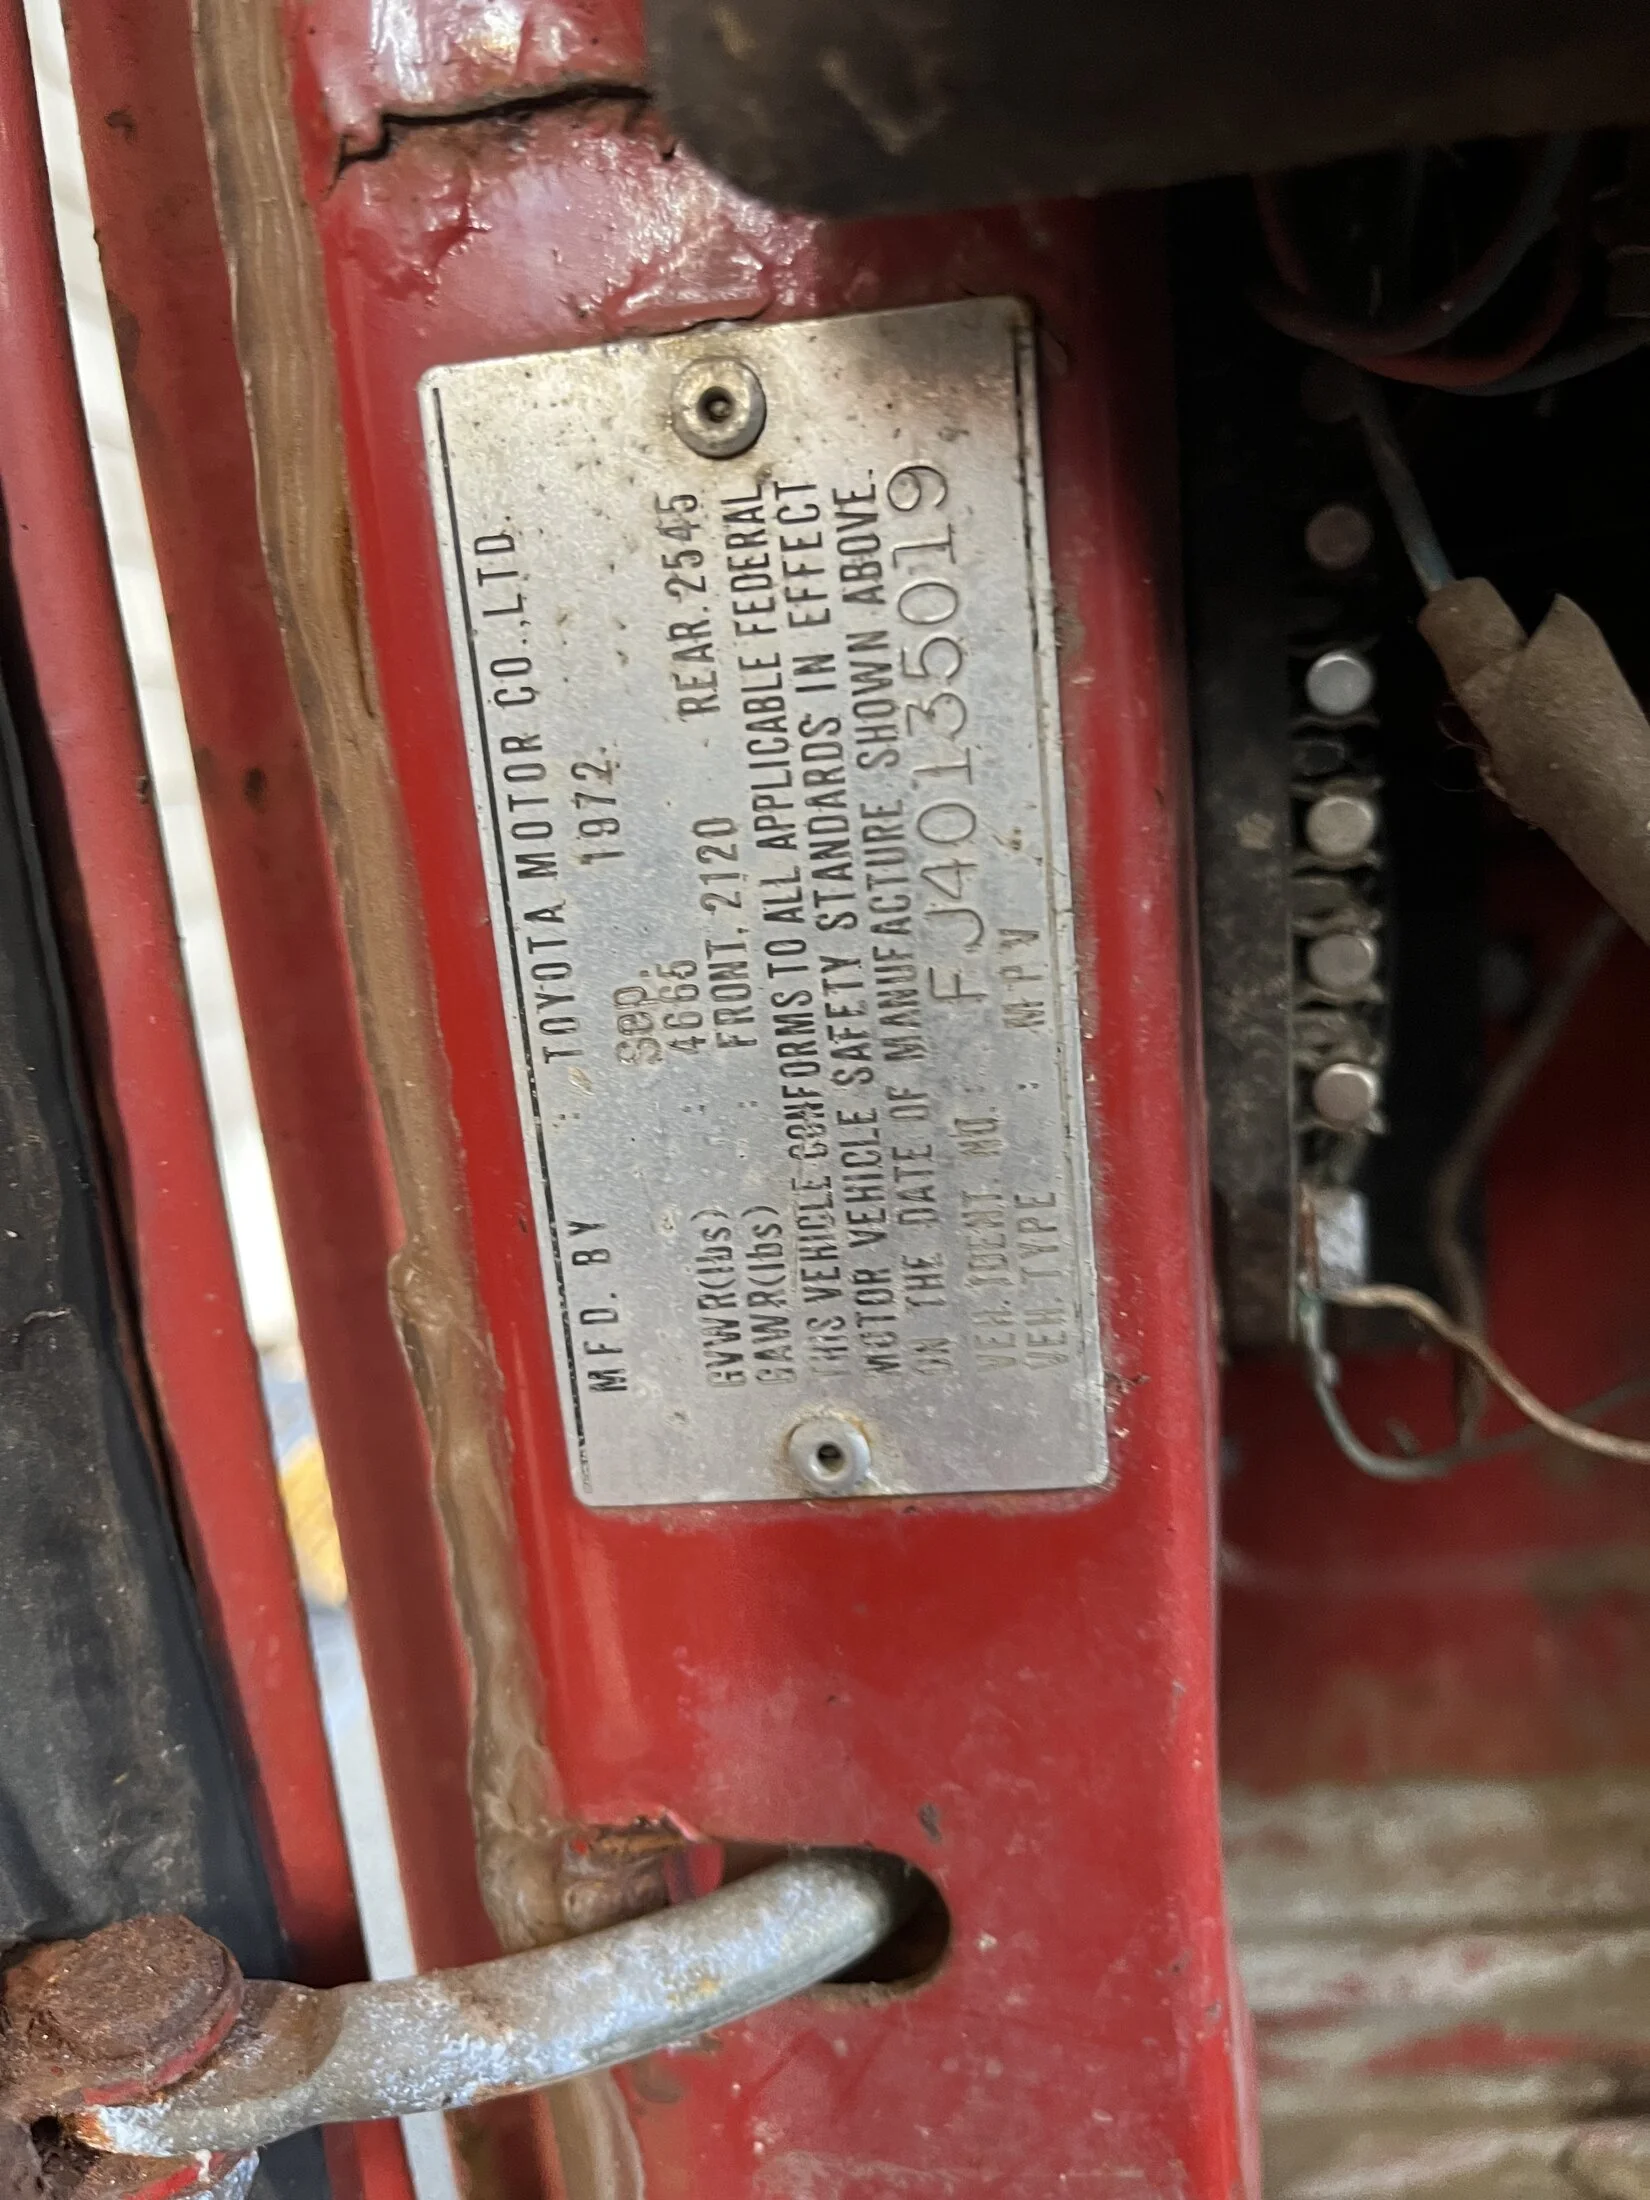 MFD. BY : TOYOTA MOTOR CO., LTD.
Sep. 1972.
GVWR(lbs) : 4665
GAWR(lbs) : FRONT. 2120 REAR. 2545
THIS VEHICLE CONFORMS TO ALL APPLICABLE FEDERAL
MOTOR VEHICLE SAFETY STANDARDS IN EFFECT
ON THE DATE OF MANUFACTURE SHOWN ABOVE.
VEH. IDENT. NO. : FJ40135019
VEH. TYPE : MPV